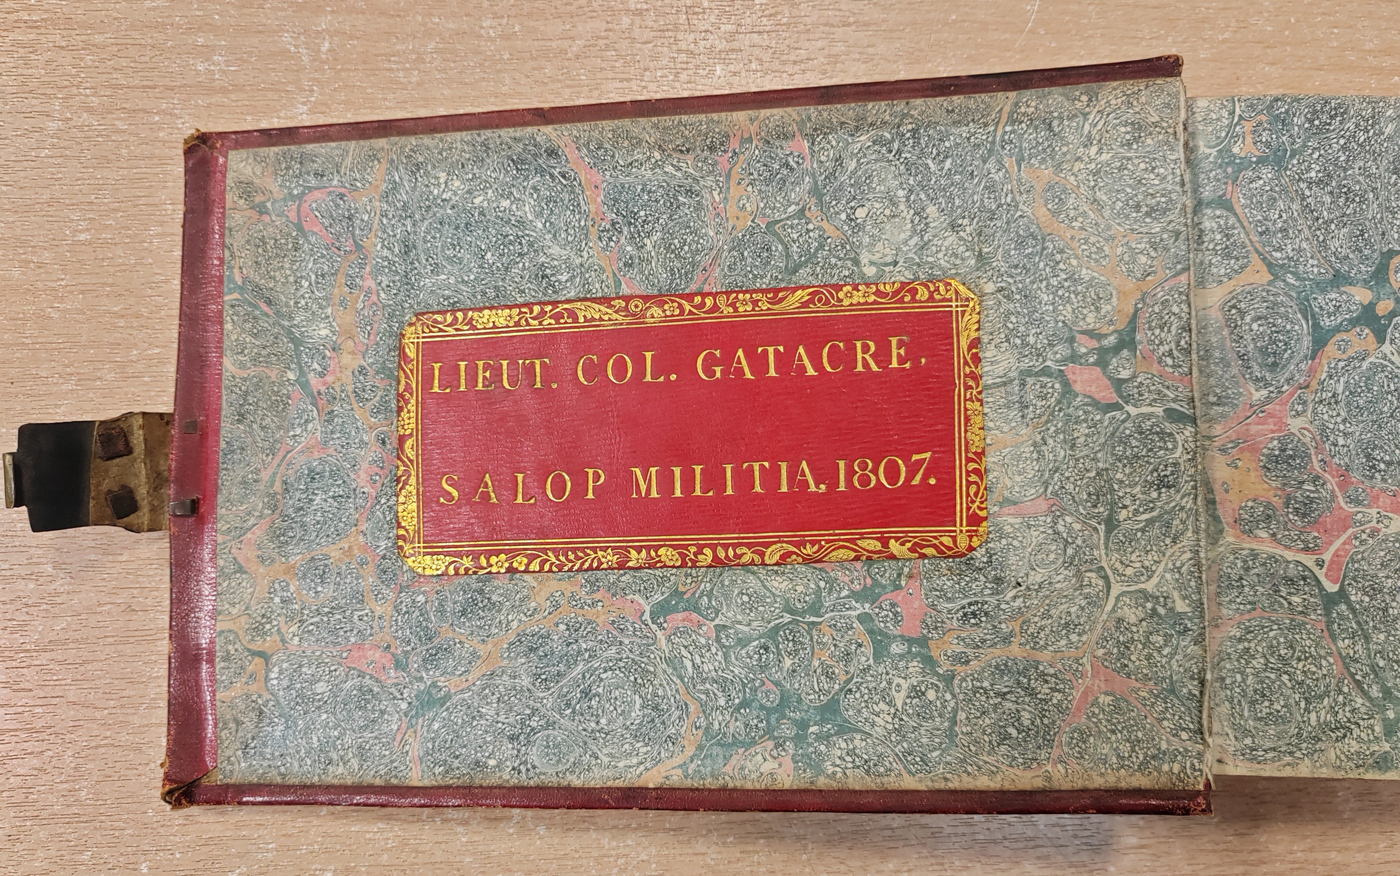 LIEUT. COL. GATACRE,
SALOP MILITIA. 1807.